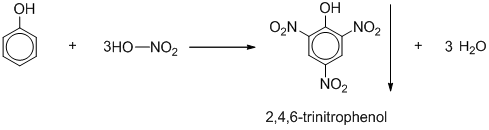 OH
+ 3HO—NO₂
OH
O₂N NO₂
NO₂
+ 3 H₂O
2,4,6-trinitrophenol